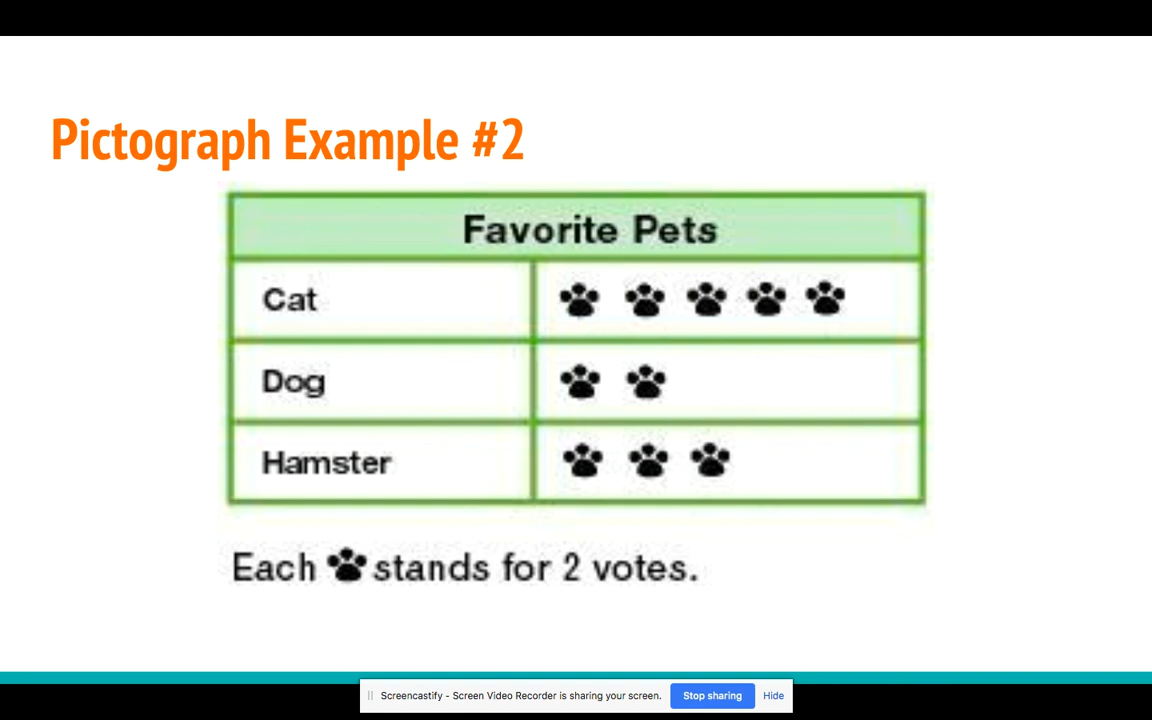 Pictograph Example #2
Favorite Pets
Cat
Dog
Hamster
Each stands for 2 votes.
Screencastify - Screen Video Recorder is sharing your screen. Stop sharing Hide